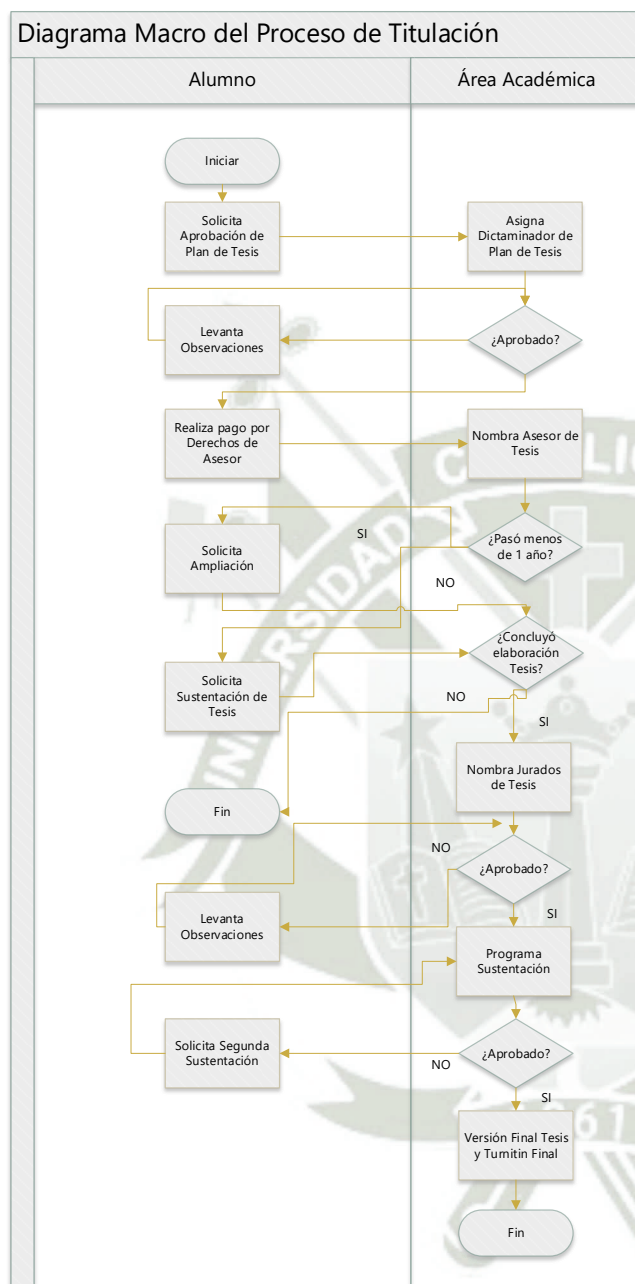 Diagrama Macro del Proceso de Titulación
Alumno
Área Académica
Iniciar
Solicita
Aprobación de
Plan de Tesis
Asigna
Dictaminador de
Plan de Tesis
Levanta
Observaciones
¿Aprobado?
Realiza pago por
Derechos de
Asesor
Nombra Asesor de
Tesis
Solicita
Ampliación
SI
¿Pasó menos
de 1 año?
NO
¿Concluyó
elaboración
Tesis?
Solicita
Sustentación de
Tesis
NO
SI
Nombra Jurados
de Tesis
Fin
NO
¿Aprobado?
Levanta
Observaciones
SI
Programa
Sustentación
Solicita Segunda
Sustentación
¿Aprobado?
NO
SI
Versión Final Tesis
y Turnitin Final
Fin